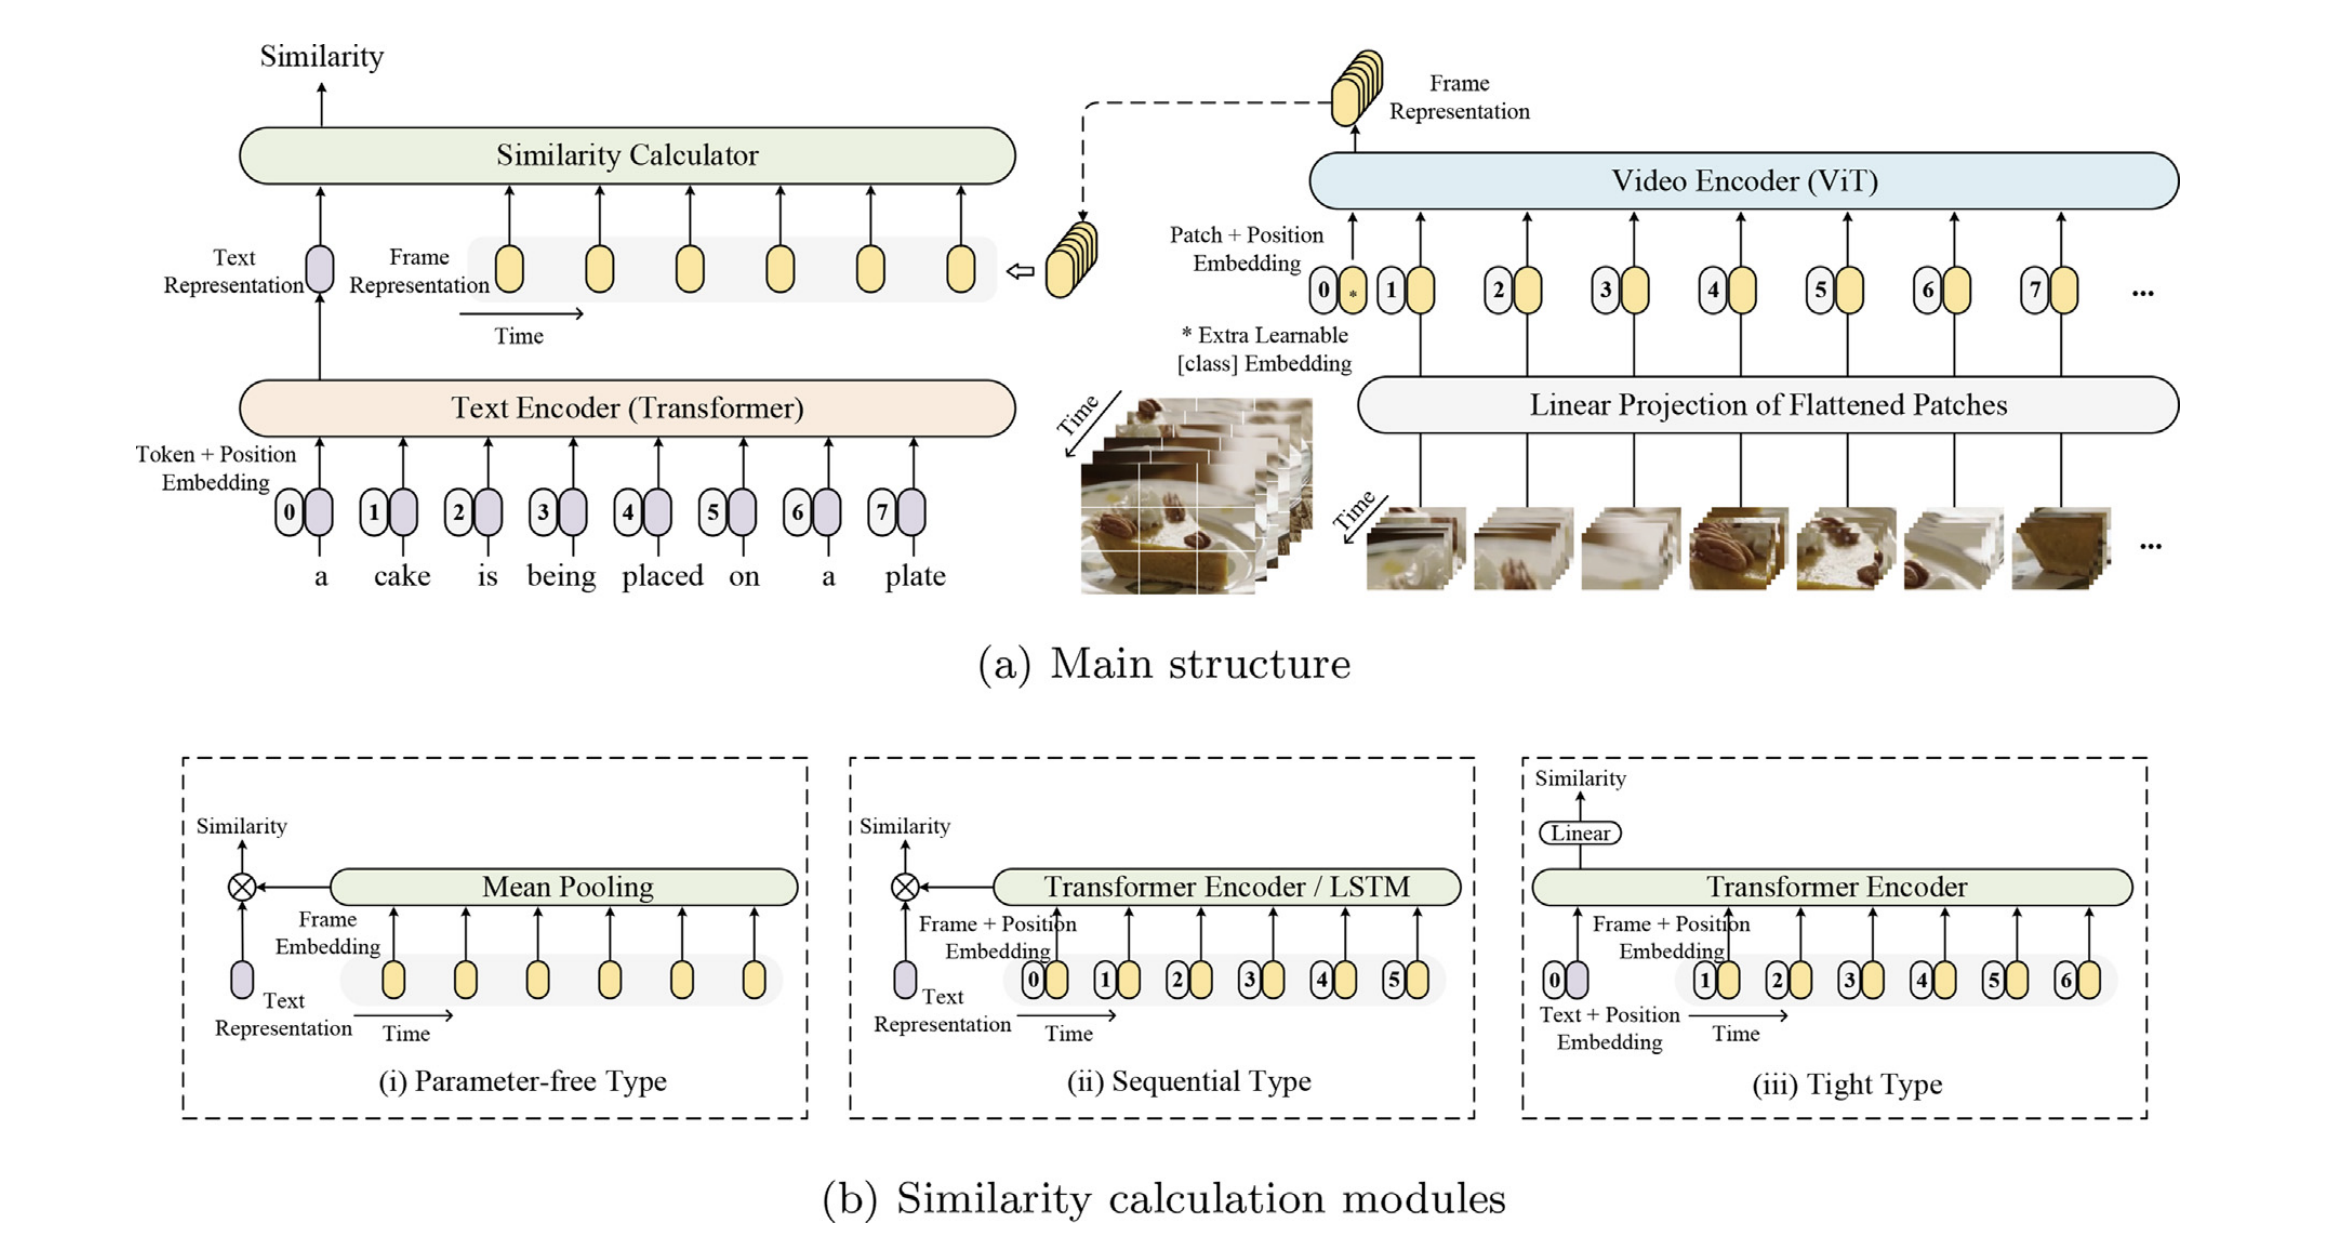 Similarity
Similarity Calculator
Text
Representation
Frame
Representation
Time
Text Encoder (Transformer)
Token + Position
Embedding
0 1 2 3 4 5 6 7
a cake is being placed on a plate
Frame
Representation
Video Encoder (ViT)
Patch + Position
Embedding
0 * 1 2 3 4 5 6 7 ...
* Extra Learnable
[class] Embedding
Linear Projection of Flattened Patches
Time
Time
...
(a) Main structure
Similarity
Mean Pooling
Frame
Embedding
Text
Representation
Time
(i) Parameter-free Type
Similarity
Transformer Encoder / LSTM
Frame + Position
Embedding
0 1 2 3 4 5
Text
Representation
Time
(ii) Sequential Type
Similarity
Linear
Transformer Encoder
Frame + Position
Embedding
0 1 2 3 4 5 6
Text + Position
Embedding
Time
(iii) Tight Type
(b) Similarity calculation modules